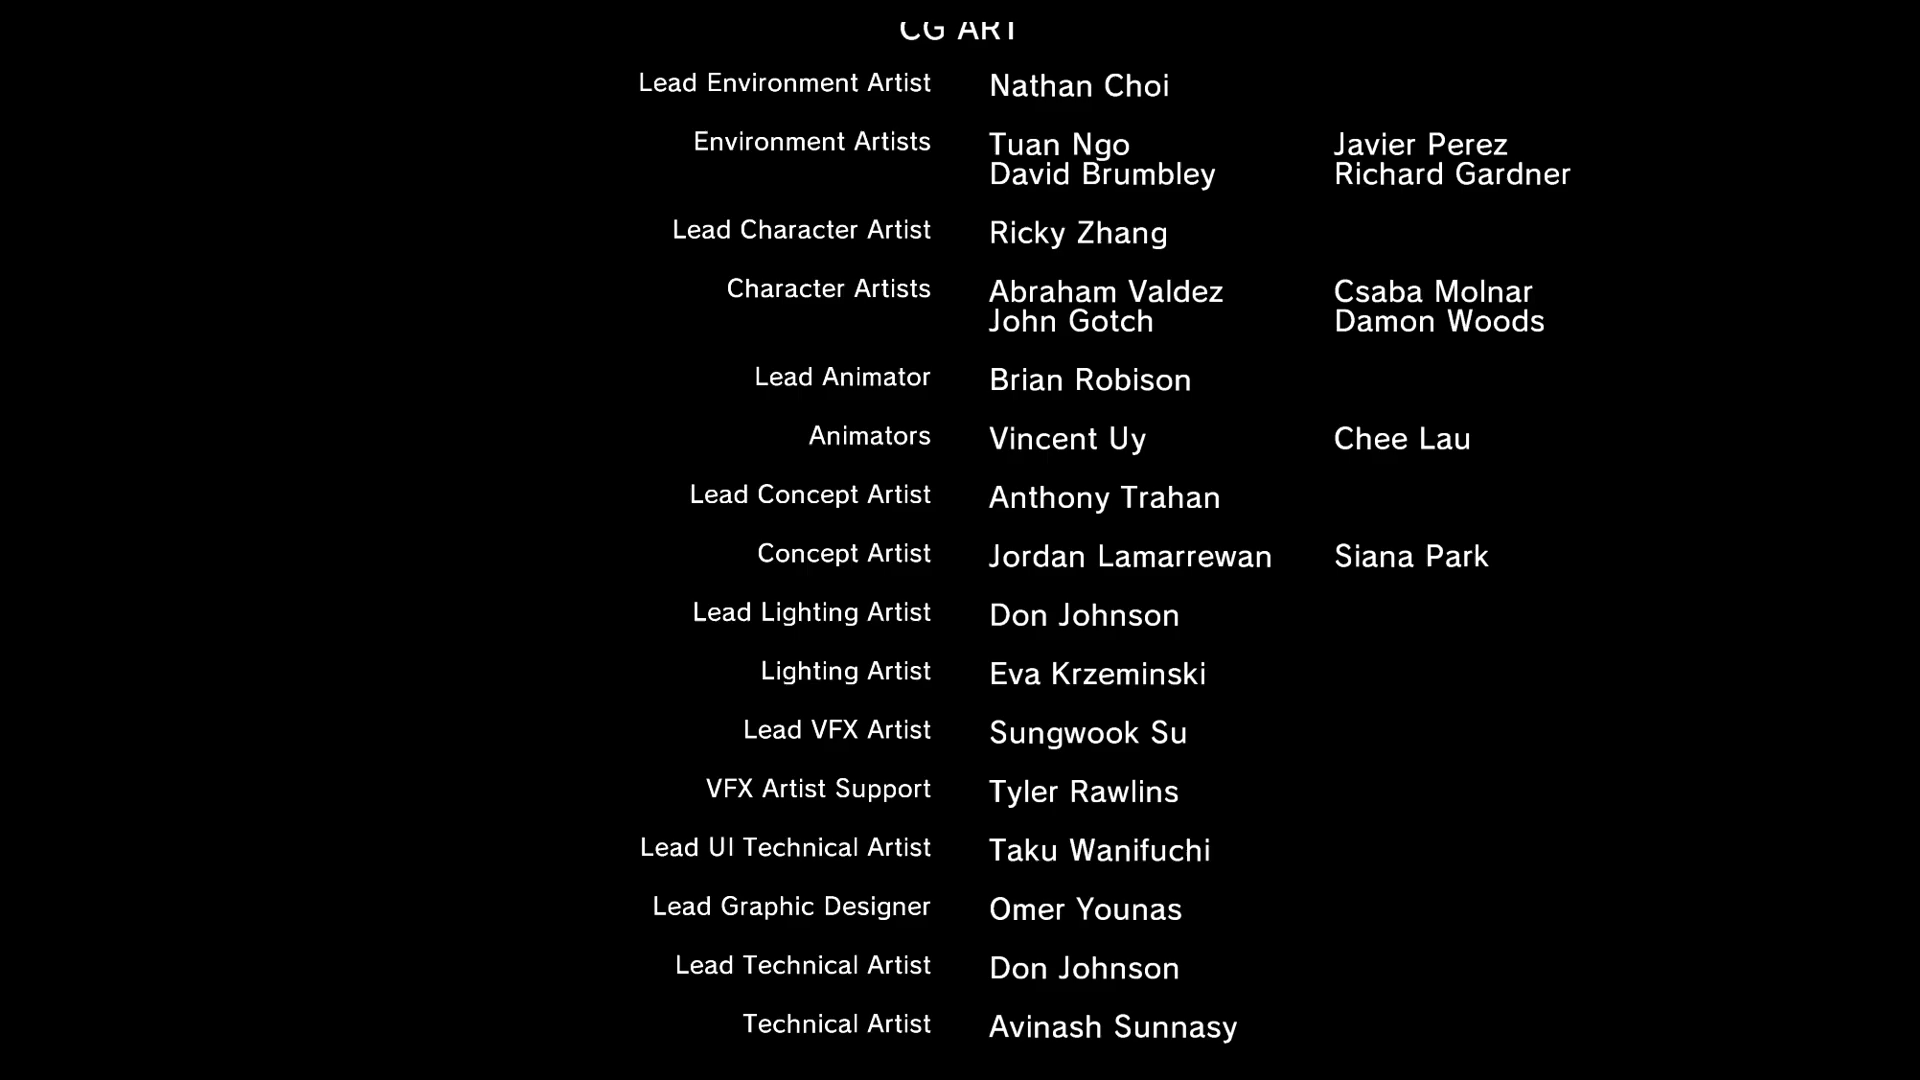 CG ART
Lead Environment Artist Nathan Choi
Environment Artists Tuan Ngo Javier Perez
David Brumbley Richard Gardner
Lead Character Artist Ricky Zhang
Character Artists Abraham Valdez Csaba Molnar
John Gotch Damon Woods
Lead Animator Brian Robison
Animators Vincent Uy Chee Lau
Lead Concept Artist Anthony Trahan
Concept Artist Jordan Lamarrewan Siana Park
Lead Lighting Artist Don Johnson
Lighting Artist Eva Krzeminski
Lead VFX Artist Sungwook Su
VFX Artist Support Tyler Rawlins
Lead UI Technical Artist Taku Wanifuchi
Lead Graphic Designer Omer Younas
Lead Technical Artist Don Johnson
Technical Artist Avinash Sunnasy